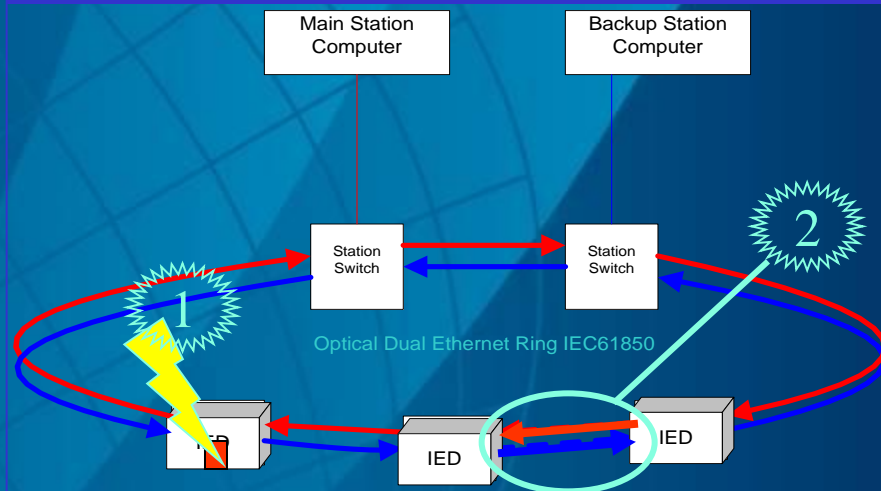 Main Station
Computer
Backup Station
Computer
2
Station
Switch
Station
Switch
1
Optical Dual Ethernet Ring IEC61850
IED
IED
IED